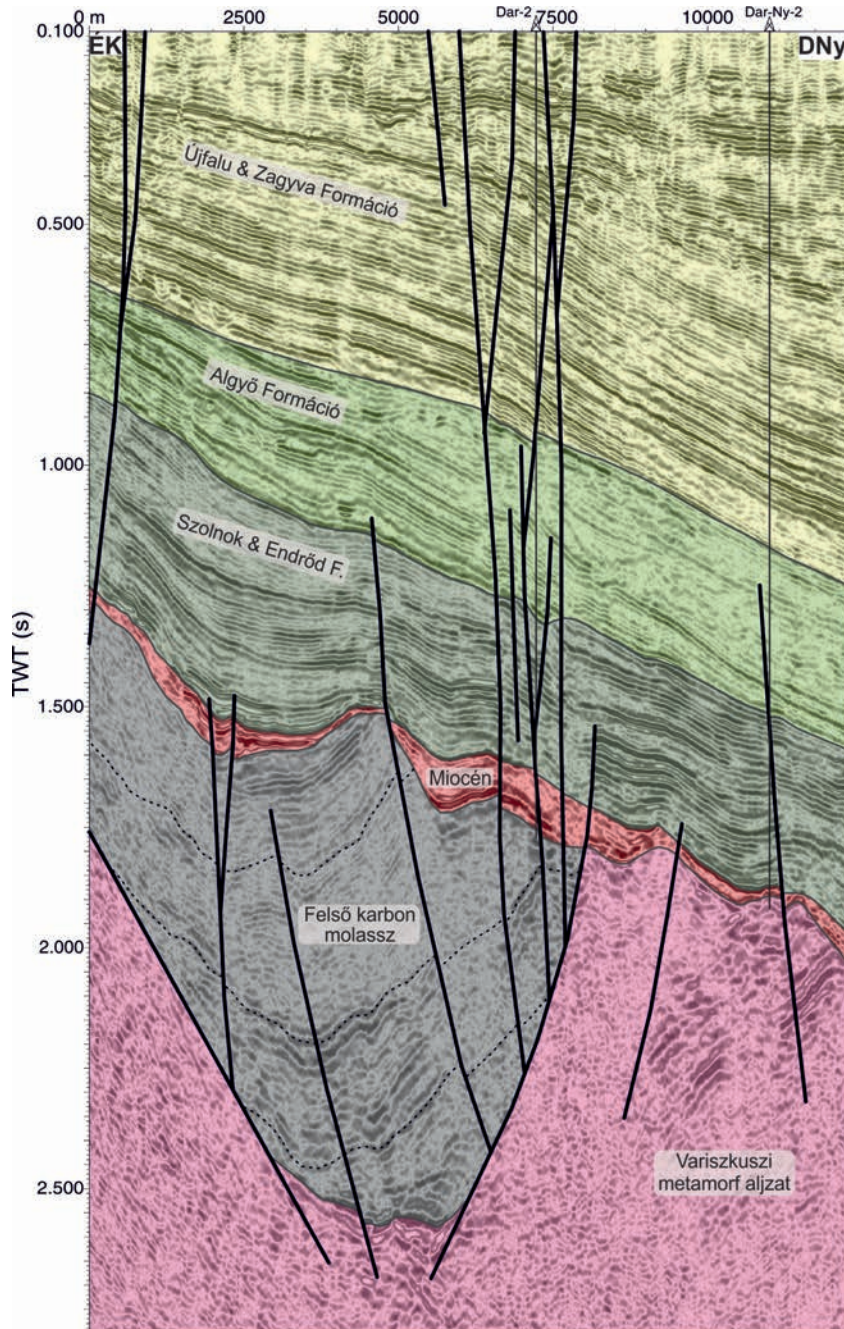 0 m 2500 5000 Dar-2 7500 10000 Dar-Ny-2
ÉK DNy
0.100
Újfalu & Zagyva Formáció
0.500
Algyő Formáció
1.000
Szolnok & Endrőd F.
TWT (s)
1.500
Miocén
Felső karbon
molassz
2.000
Variszkuszi
metamorf aljzat
2.500